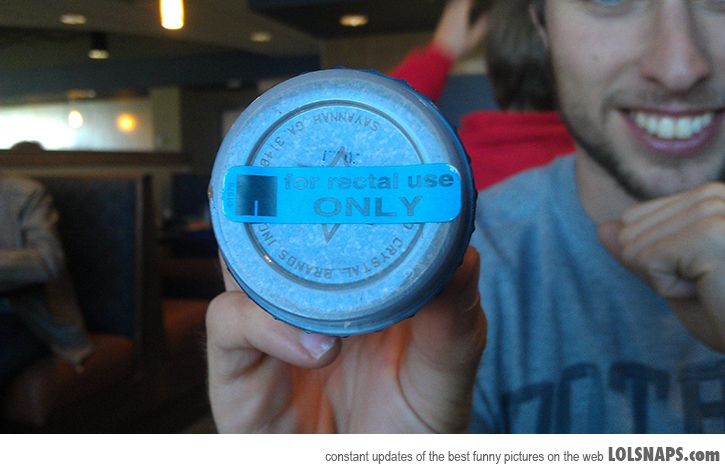 for rectal use
ONLY
SAVANNAH, GA. 314
CRYSTAL BRANDS INC
constant updates of the best funny pictures on the web LOLSNAPS.com